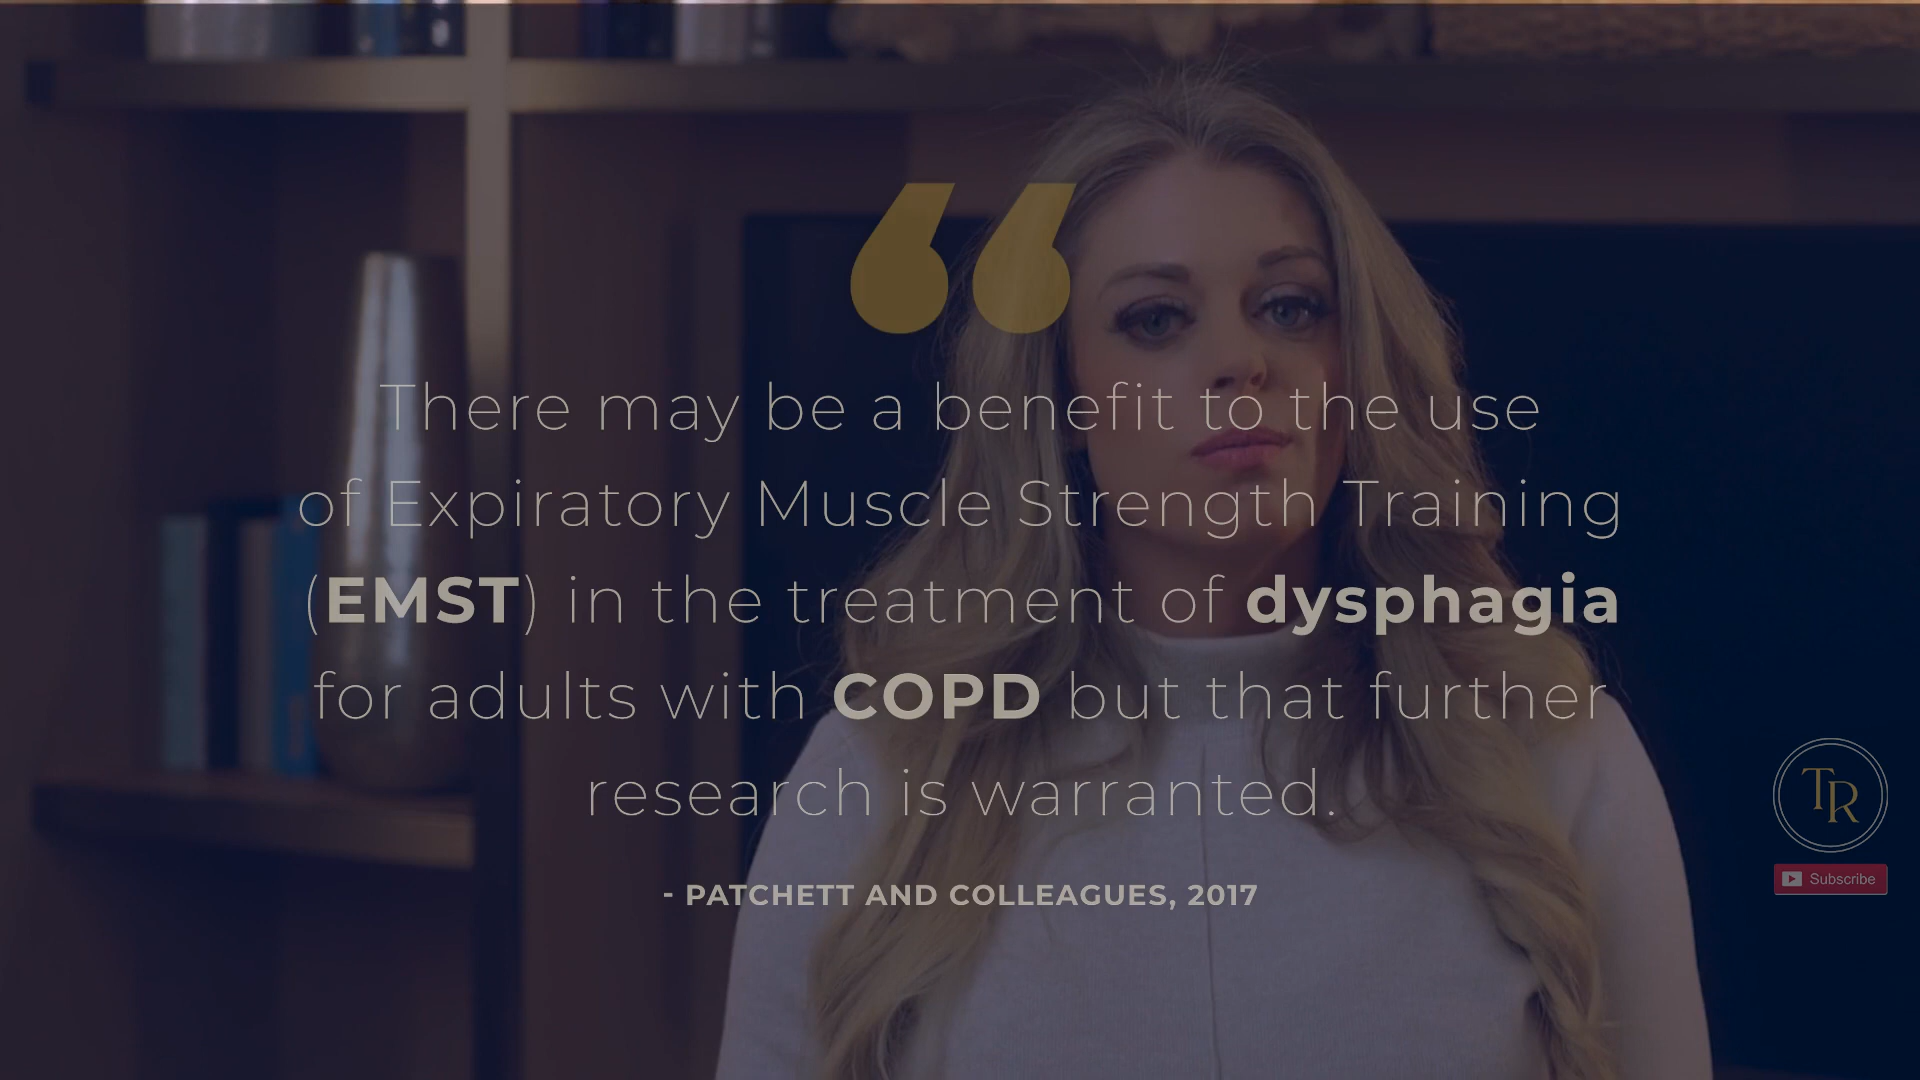 “
There may be a benefit to the use
of Expiratory Muscle Strength Training
(EMST) in the treatment of dysphagia
for adults with COPD but that further
research is warranted.
- PATCHETT AND COLLEAGUES, 2017
TR
Subscribe